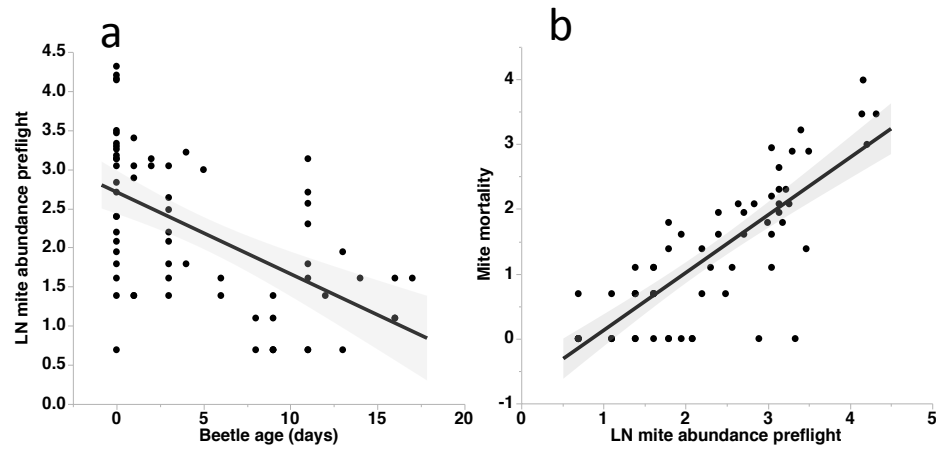 a
b
4.5
4.0
3.5
3.0
2.5
2.0
1.5
1.0
0.5
0.0
LN mite abundance preflight
0 5 10 15 20
Beetle age (days)
4
3
2
1
0
-1
Mite mortality
0 1 2 3 4 5
LN mite abundance preflight